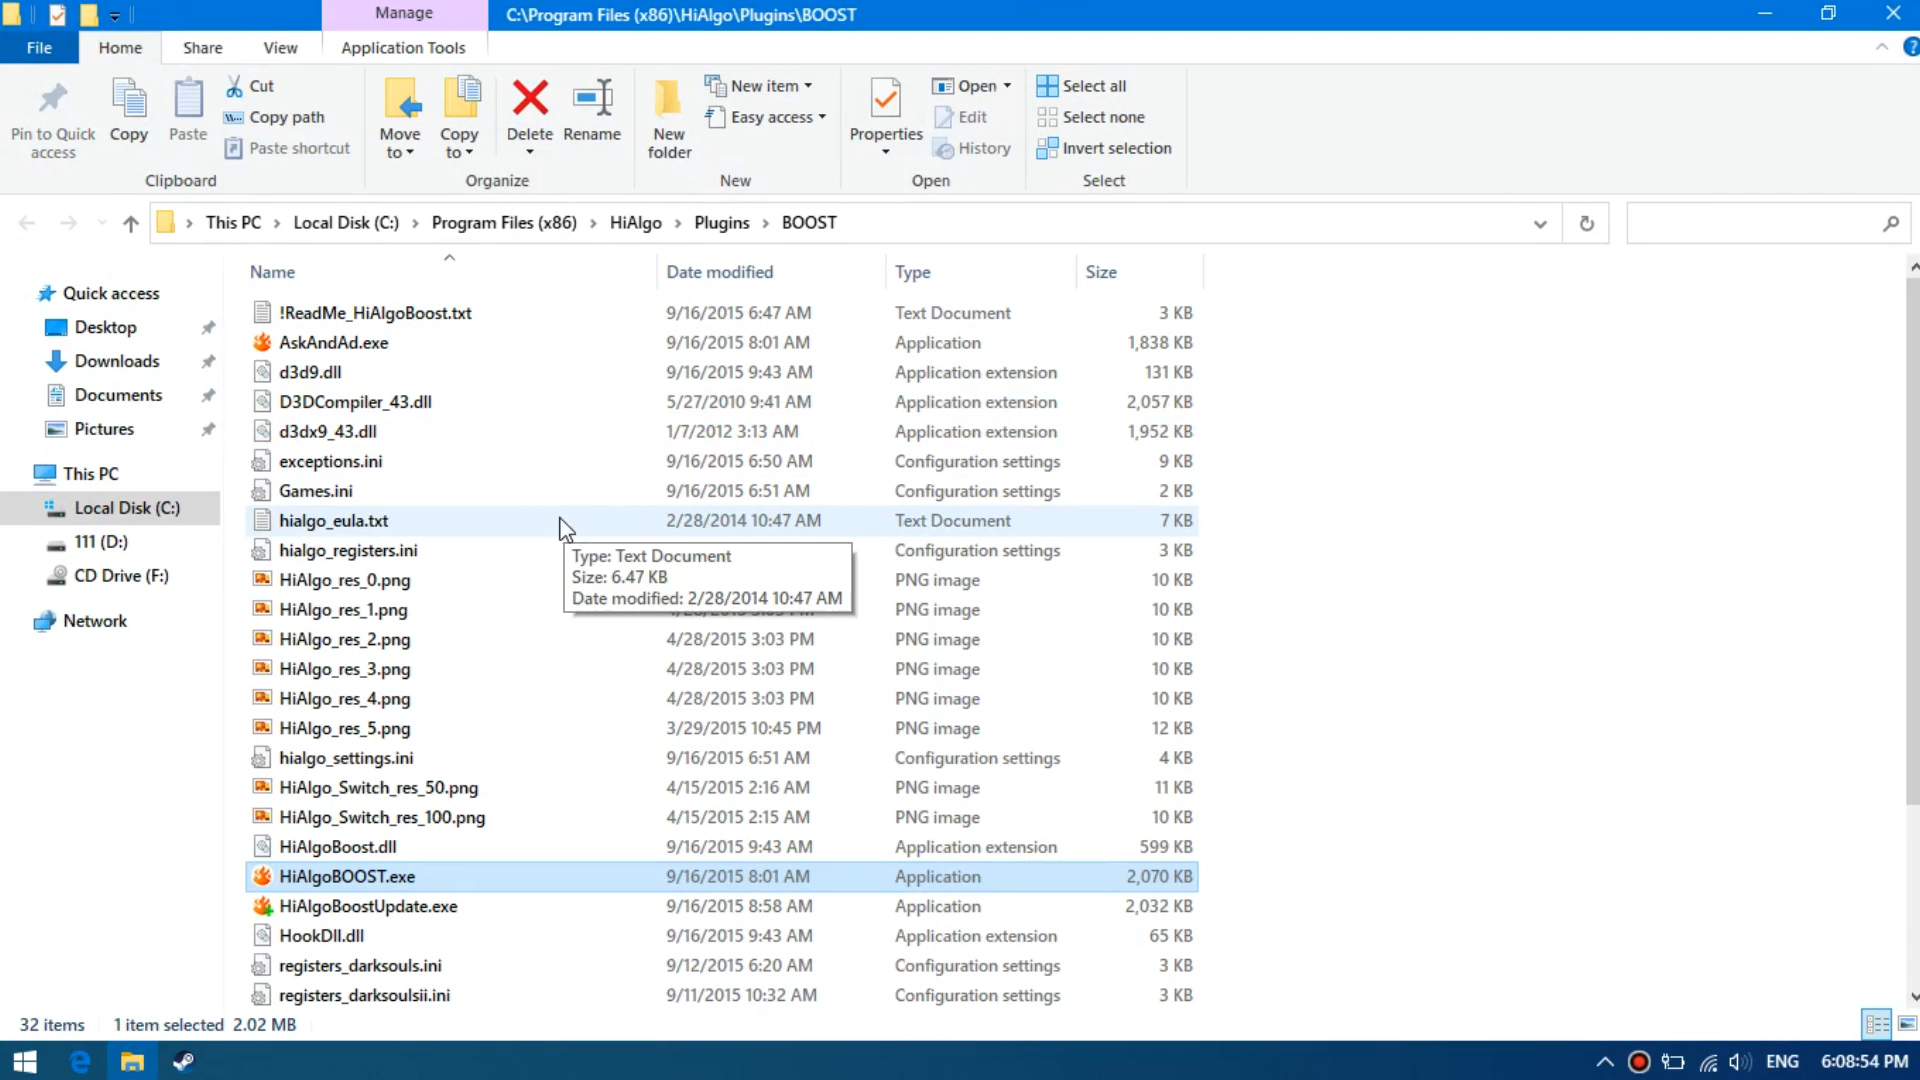 Manage
C:\Program Files (x86)\HiAlgo\Plugins\BOOST
File Home Share View Application Tools
Pin to Quick access
Copy
Paste
Cut
Copy path
Paste shortcut
Clipboard
Move to
Copy to
Delete
Rename
Organize
New folder
New item
Easy access
New
Properties
Open
Edit
History
Open
Select all
Select none
Invert selection
Select
This PC > Local Disk (C:) > Program Files (x86) > HiAlgo > Plugins > BOOST
Quick access
Desktop
Downloads
Documents
Pictures
This PC
Local Disk (C:)
111 (D:)
CD Drive (F:)
Network
Name Date modified Type Size
!ReadMe_HiAlgoBoost.txt 9/16/2015 6:47 AM Text Document 3 KB
AskAndAd.exe 9/16/2015 8:01 AM Application 1,838 KB
d3d9.dll 9/16/2015 9:43 AM Application extension 131 KB
D3DCompiler_43.dll 5/27/2010 9:41 AM Application extension 2,057 KB
d3dx9_43.dll 1/7/2012 3:13 AM Application extension 1,952 KB
exceptions.ini 9/16/2015 6:50 AM Configuration settings 9 KB
Games.ini 9/16/2015 6:51 AM Configuration settings 2 KB
hialgo_eula.txt 2/28/2014 10:47 AM Text Document 7 KB
hialgo_registers.ini Configuration settings 3 KB
Type: Text Document
Size: 6.47 KB
Date modified: 2/28/2014 10:47 AM
HiAlgo_res_0.png PNG image 10 KB
HiAlgo_res_1.png PNG image 10 KB
HiAlgo_res_2.png 4/28/2015 3:03 PM PNG image 10 KB
HiAlgo_res_3.png 4/28/2015 3:03 PM PNG image 10 KB
HiAlgo_res_4.png 4/28/2015 3:03 PM PNG image 10 KB
HiAlgo_res_5.png 3/29/2015 10:45 PM PNG image 12 KB
hialgo_settings.ini 9/16/2015 6:51 AM Configuration settings 4 KB
HiAlgo_Switch_res_50.png 4/15/2015 2:16 AM PNG image 11 KB
HiAlgo_Switch_res_100.png 4/15/2015 2:15 AM PNG image 10 KB
HiAlgoBoost.dll 9/16/2015 9:43 AM Application extension 599 KB
HiAlgoBOOST.exe 9/16/2015 8:01 AM Application 2,070 KB
HiAlgoBoostUpdate.exe 9/16/2015 8:58 AM Application 2,032 KB
HookDll.dll 9/16/2015 9:43 AM Application extension 65 KB
registers_darksouls.ini 9/12/2015 6:20 AM Configuration settings 3 KB
registers_darksoulsii.ini 9/11/2015 10:32 AM Configuration settings 3 KB
32 items 1 item selected 2.02 MB
ENG 6:08:54 PM